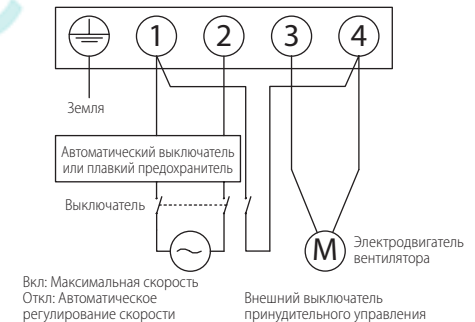 1 2 3 4
Земля
Автоматический выключатель
или плавкий предохранитель
Выключатель
M
Электродвигатель
вентилятора
Вкл: Максимальная скорость
Откл: Автоматическое
регулирование скорости
Внешний выключатель
принудительного управления